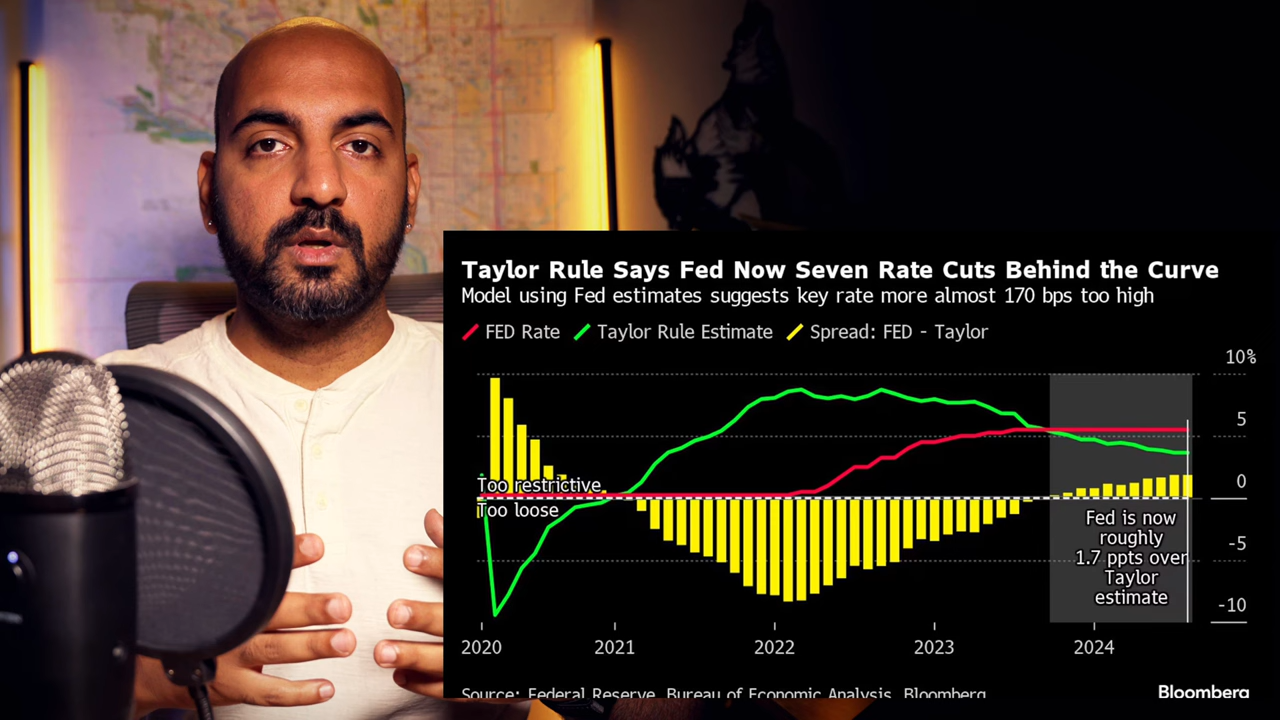 Taylor Rule Says Fed Now Seven Rate Cuts Behind the Curve
Model using Fed estimates suggests key rate more almost 170 bps too high
FED Rate Taylor Rule Estimate Spread: FED - Taylor
10%
5
0
-5
-10
Too restrictive
Too loose
Fed is now
roughly
1.7 ppts over
Taylor
estimate
2020 2021 2022 2023 2024
Source: Federal Reserve, Bureau of Economic Analysis, Bloomberg
Bloomberg